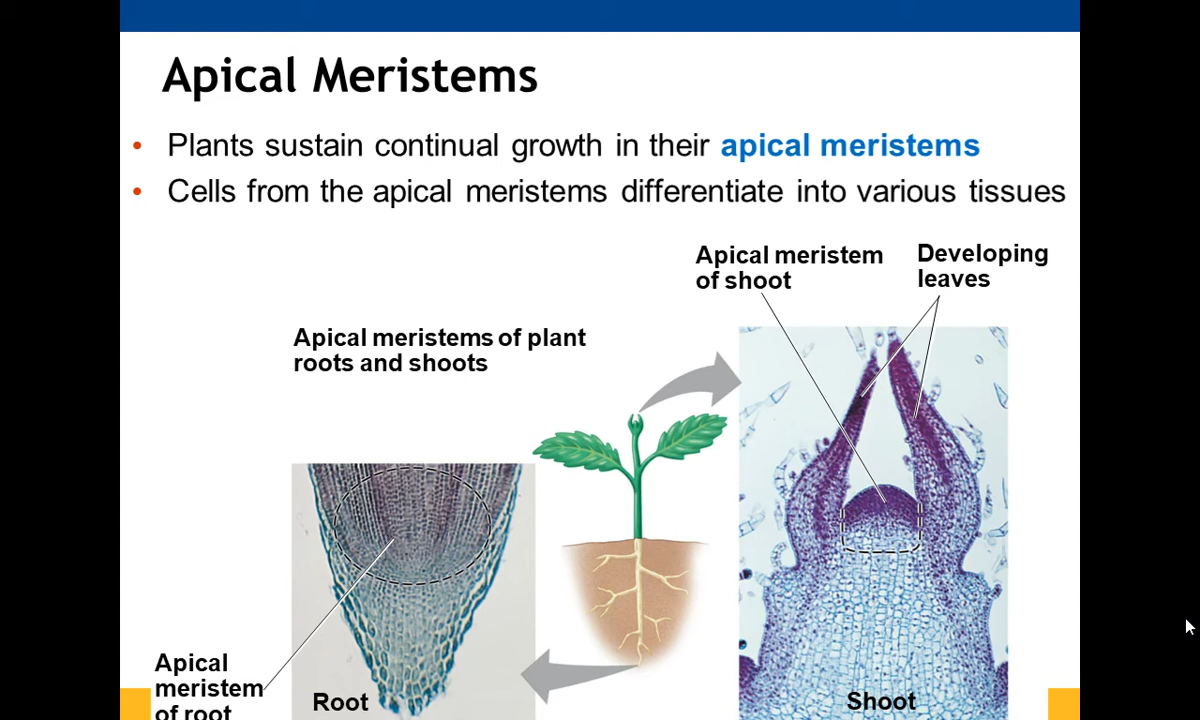 Apical Meristems
• Plants sustain continual growth in their apical meristems
• Cells from the apical meristems differentiate into various tissues
Apical meristem
of shoot
Developing
leaves
Apical meristems of plant
roots and shoots
Apical
meristem
of root
Root
Shoot